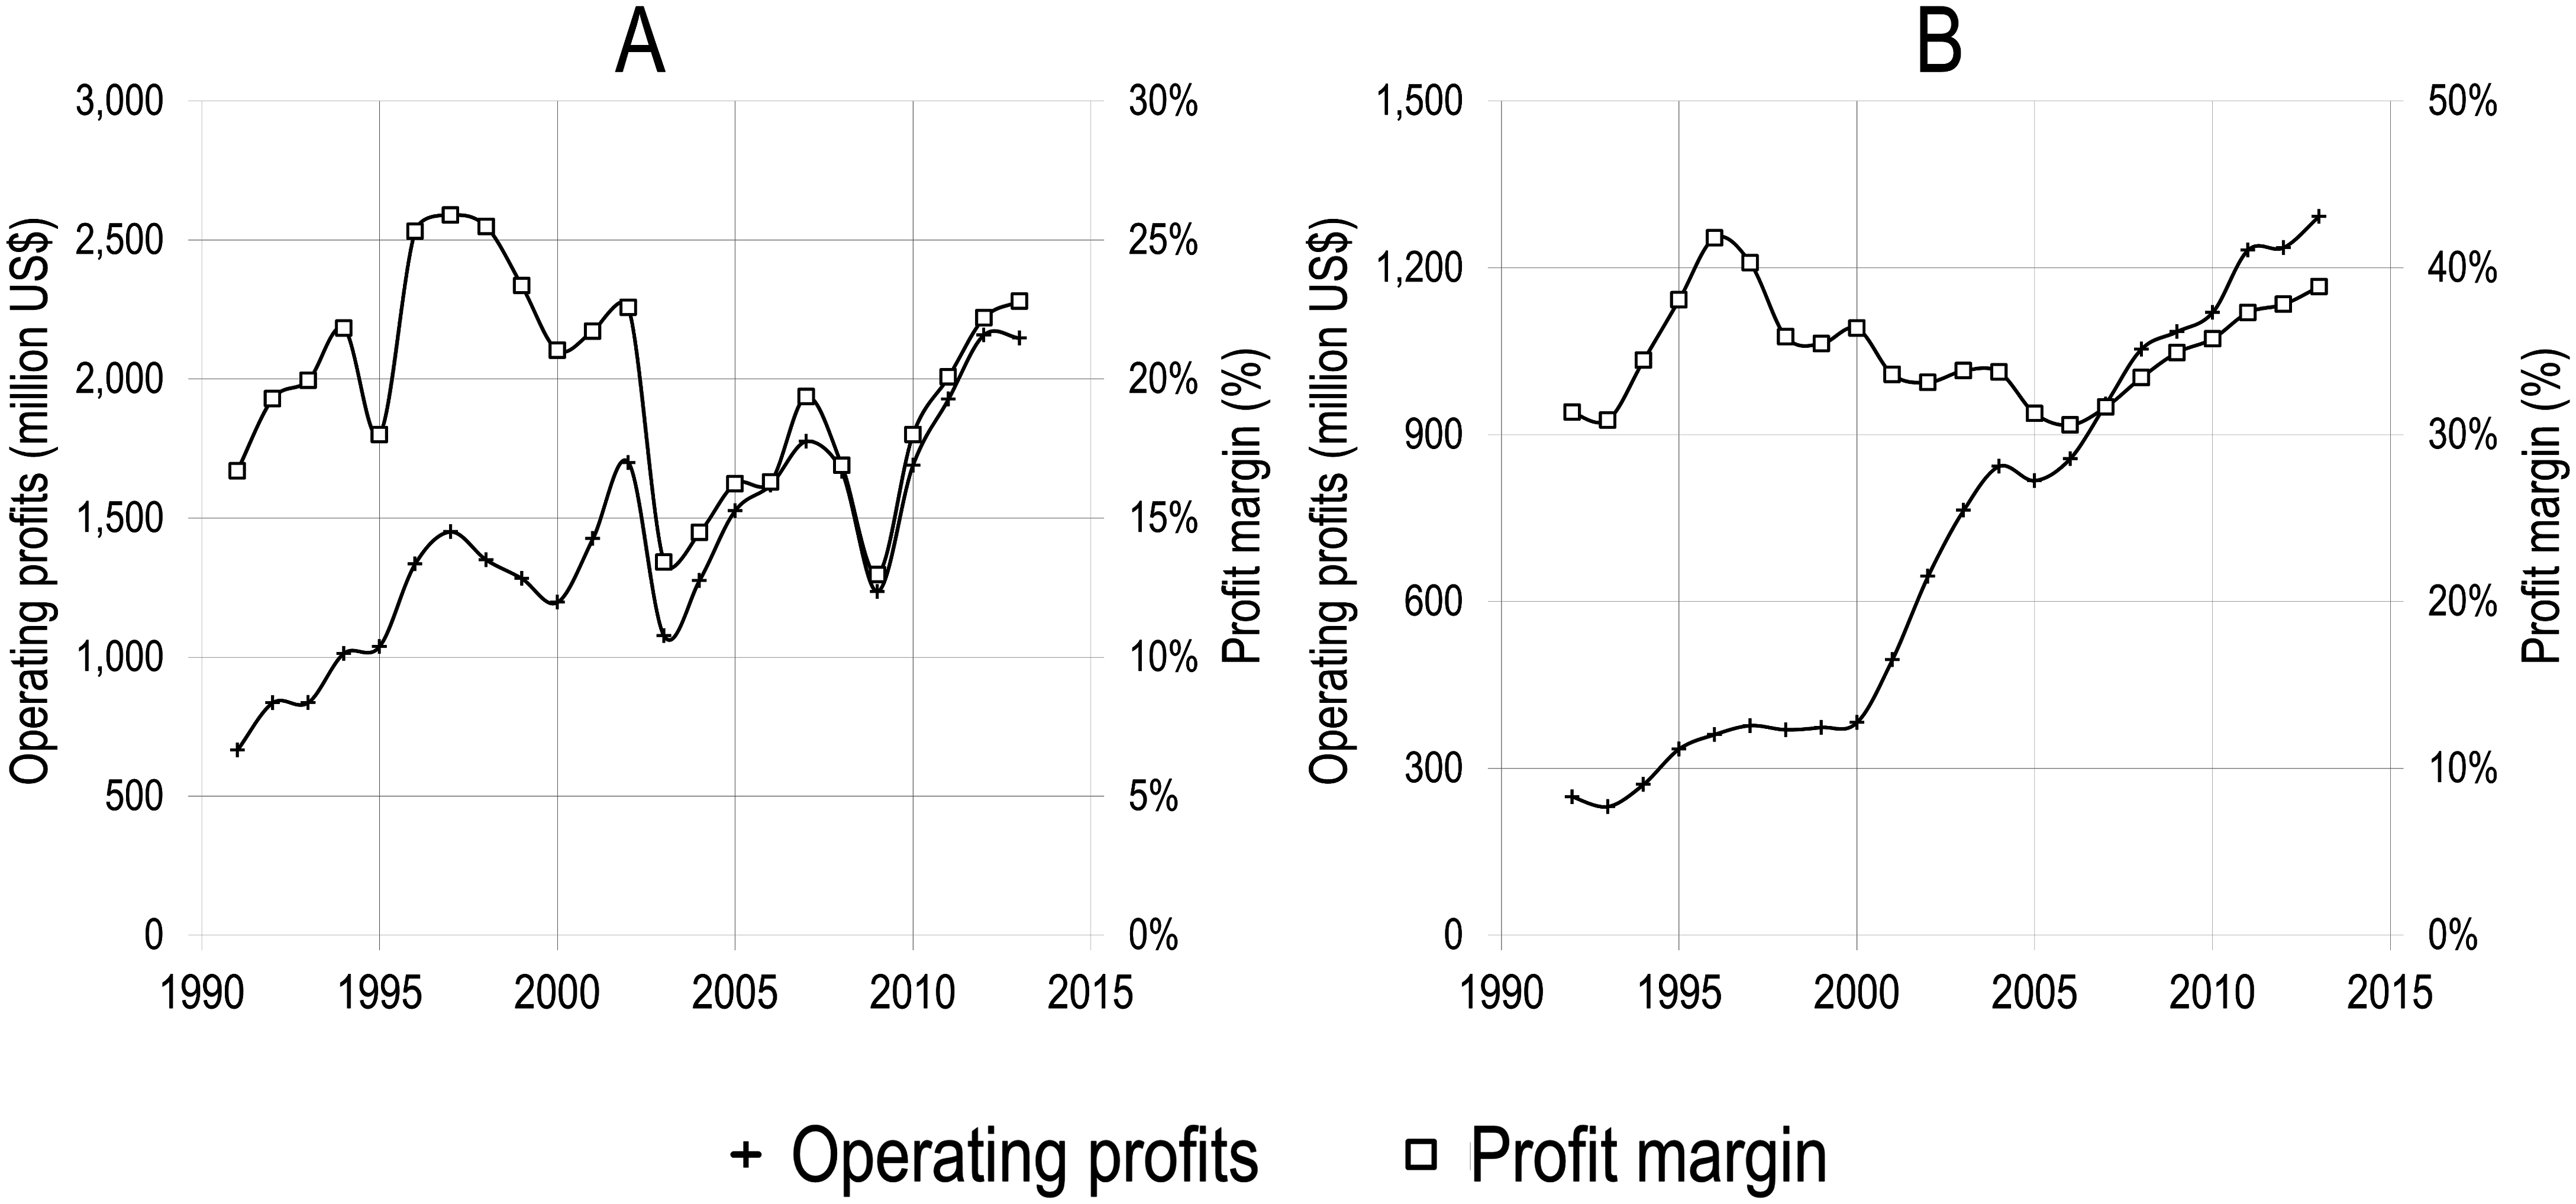 A
B
3,000
2,500
2,000
1,500
1,000
500
0
Operating profits (million US$)
30%
25%
20%
15%
10%
5%
0%
Profit margin (%)
1990 1995 2000 2005 2010 2015
1,500
1,200
900
600
300
0
Operating profits (million US$)
50%
40%
30%
20%
10%
0%
Profit margin (%)
1990 1995 2000 2005 2010 2015
Operating profits
Profit margin